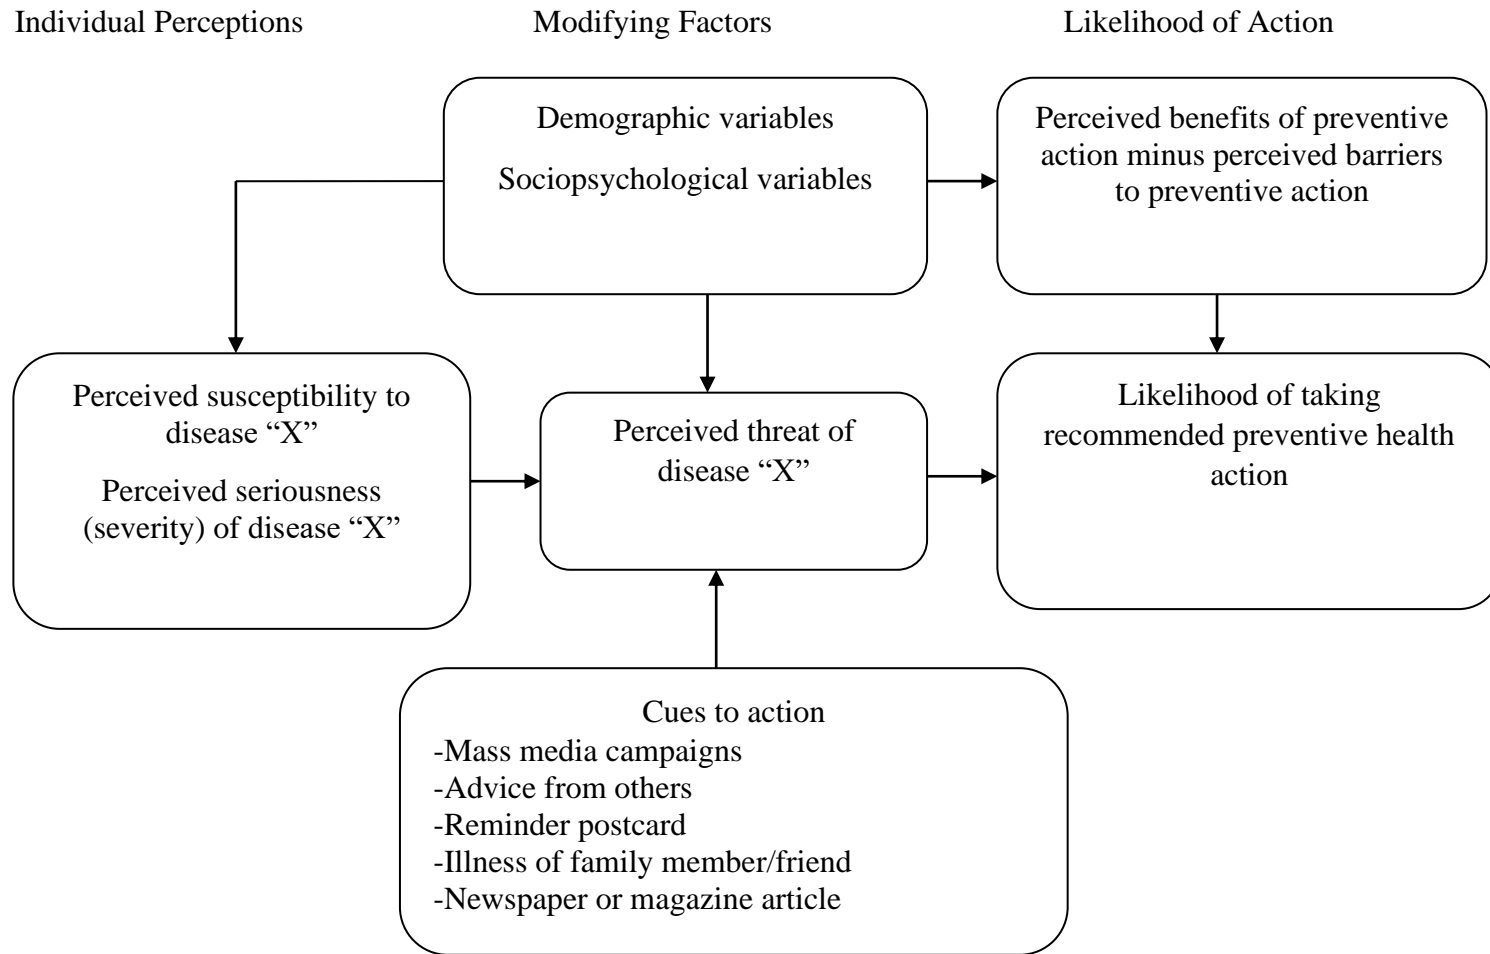 Individual Perceptions
Modifying Factors
Likelihood of Action
Demographic variables
Sociopsychological variables
Perceived benefits of preventive
action minus perceived barriers
to preventive action
Perceived susceptibility to
disease “X”
Perceived seriousness
(severity) of disease “X”
Perceived threat of
disease “X”
Likelihood of taking
recommended preventive health
action
Cues to action
-Mass media campaigns
-Advice from others
-Reminder postcard
-Illness of family member/friend
-Newspaper or magazine article